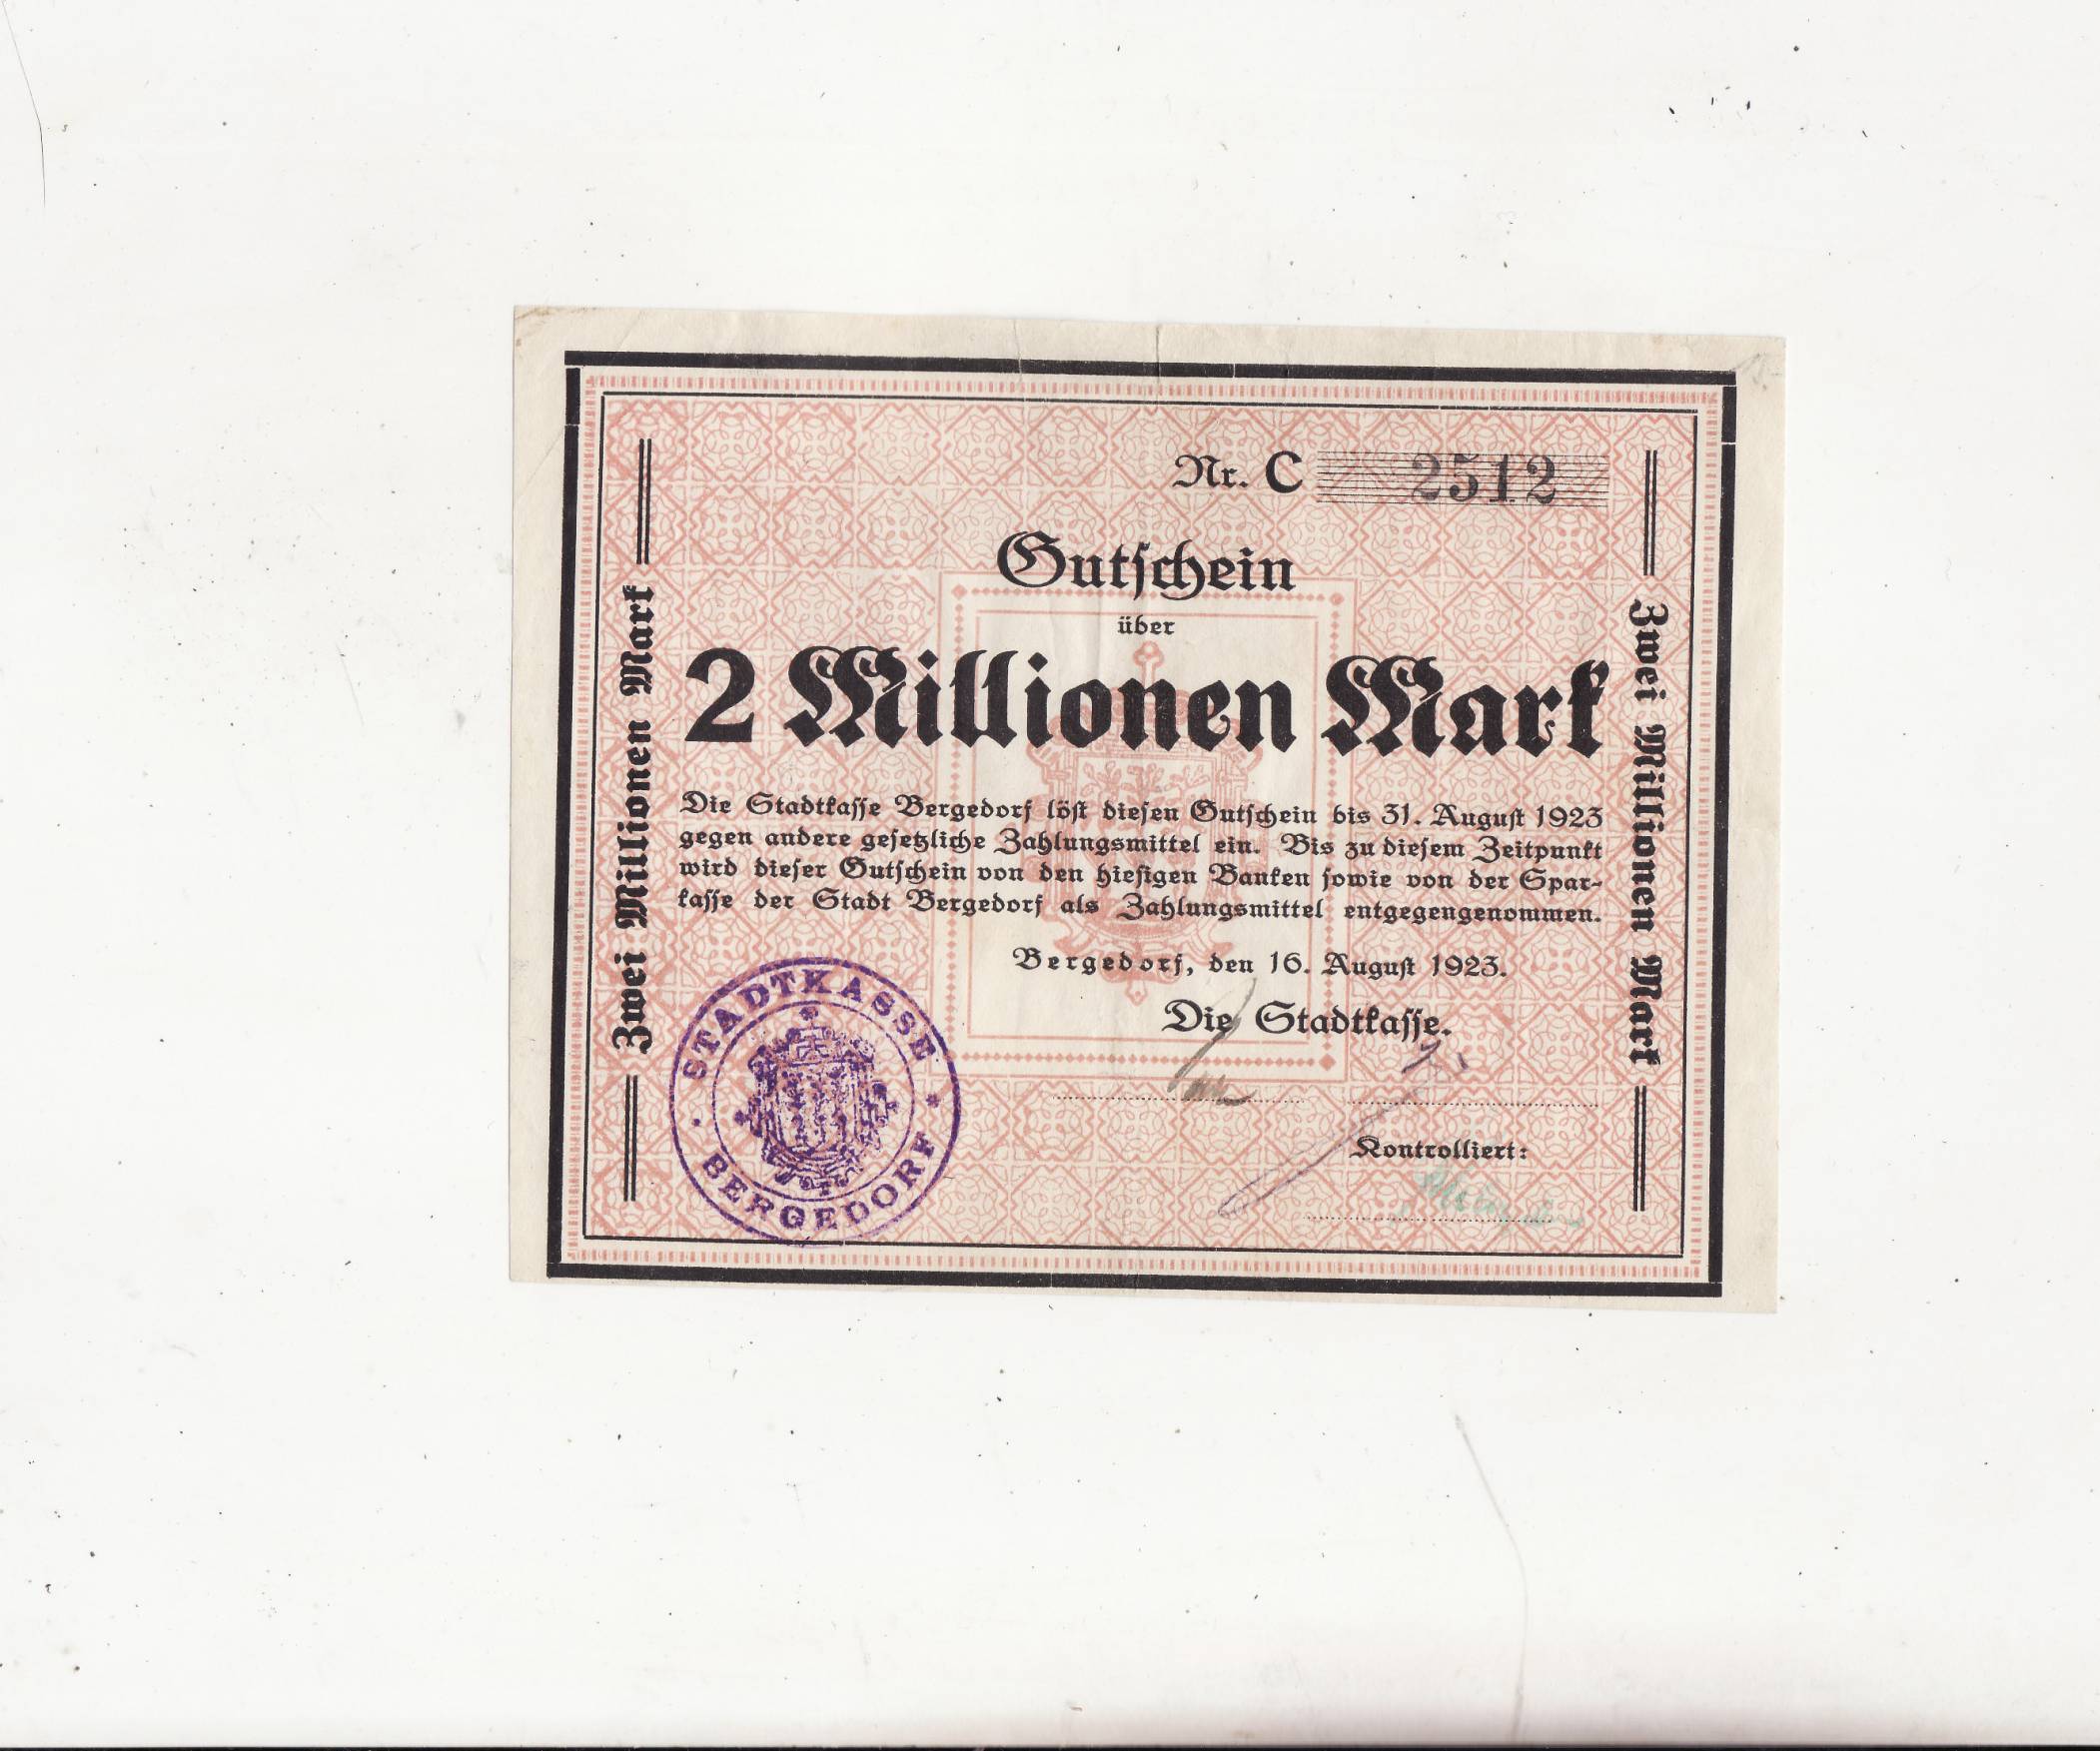 Nr. C 2512
Gutschein
über
2 Millionen Mark
Die Stadtkasse Bergedorf löst diesen Gutschein bis 31. August 1923
gegen andere gesetzliche Zahlungsmittel ein. Bis zu diesem Zeitpunkt
wird dieser Gutschein von den hiesigen Banken sowie von der Spar-
kasse der Stadt Bergedorf als Zahlungsmittel entgegengenommen.
Bergedorf, den 16. August 1923.
Die Stadtkasse.
Kontrolliert:
Zwei Millionen Mark
Zwei Millionen Mark
STADTKASSE
BERGEDORF